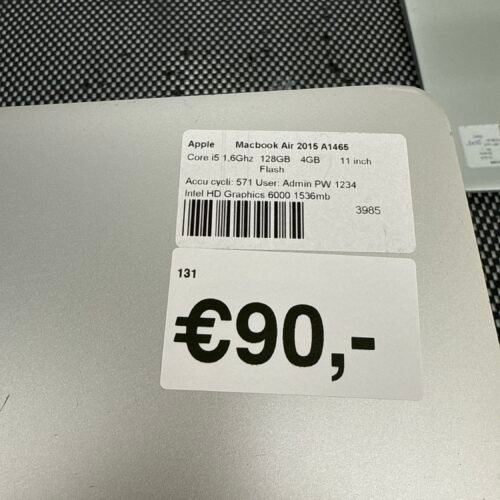 Apple Macbook Air 2015 A1465
Core i5 1,6Ghz 128GB 4GB 11 inch
Flash
Accu cycli: 571 User: Admin PW 1234
Intel HD Graphics 6000 1536mb
3985
131
€90,-